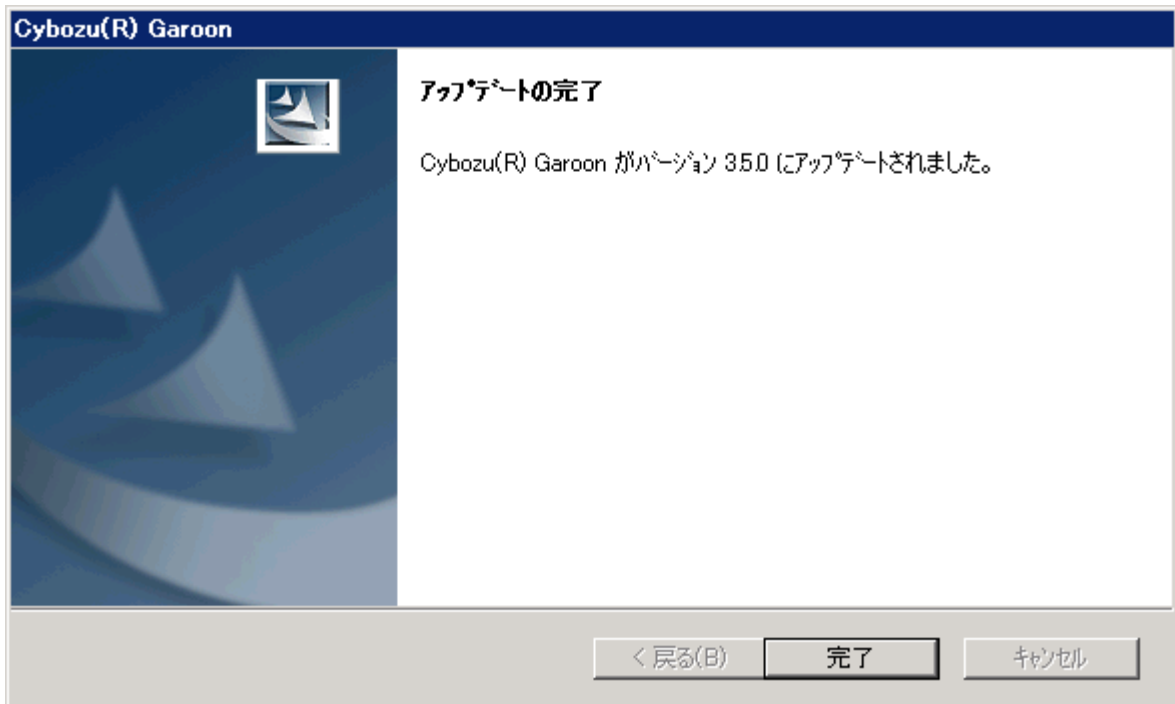 Cybozu(R) Garoon
ｱｯﾌﾟﾃﾞｰﾄの完了
Cybozu(R) Garoon がﾊﾞｰｼﾞｮﾝ 3.5.0 にｱｯﾌﾟﾃﾞｰﾄされました。
< 戻る(B)
完了
ｷｬﾝｾﾙ